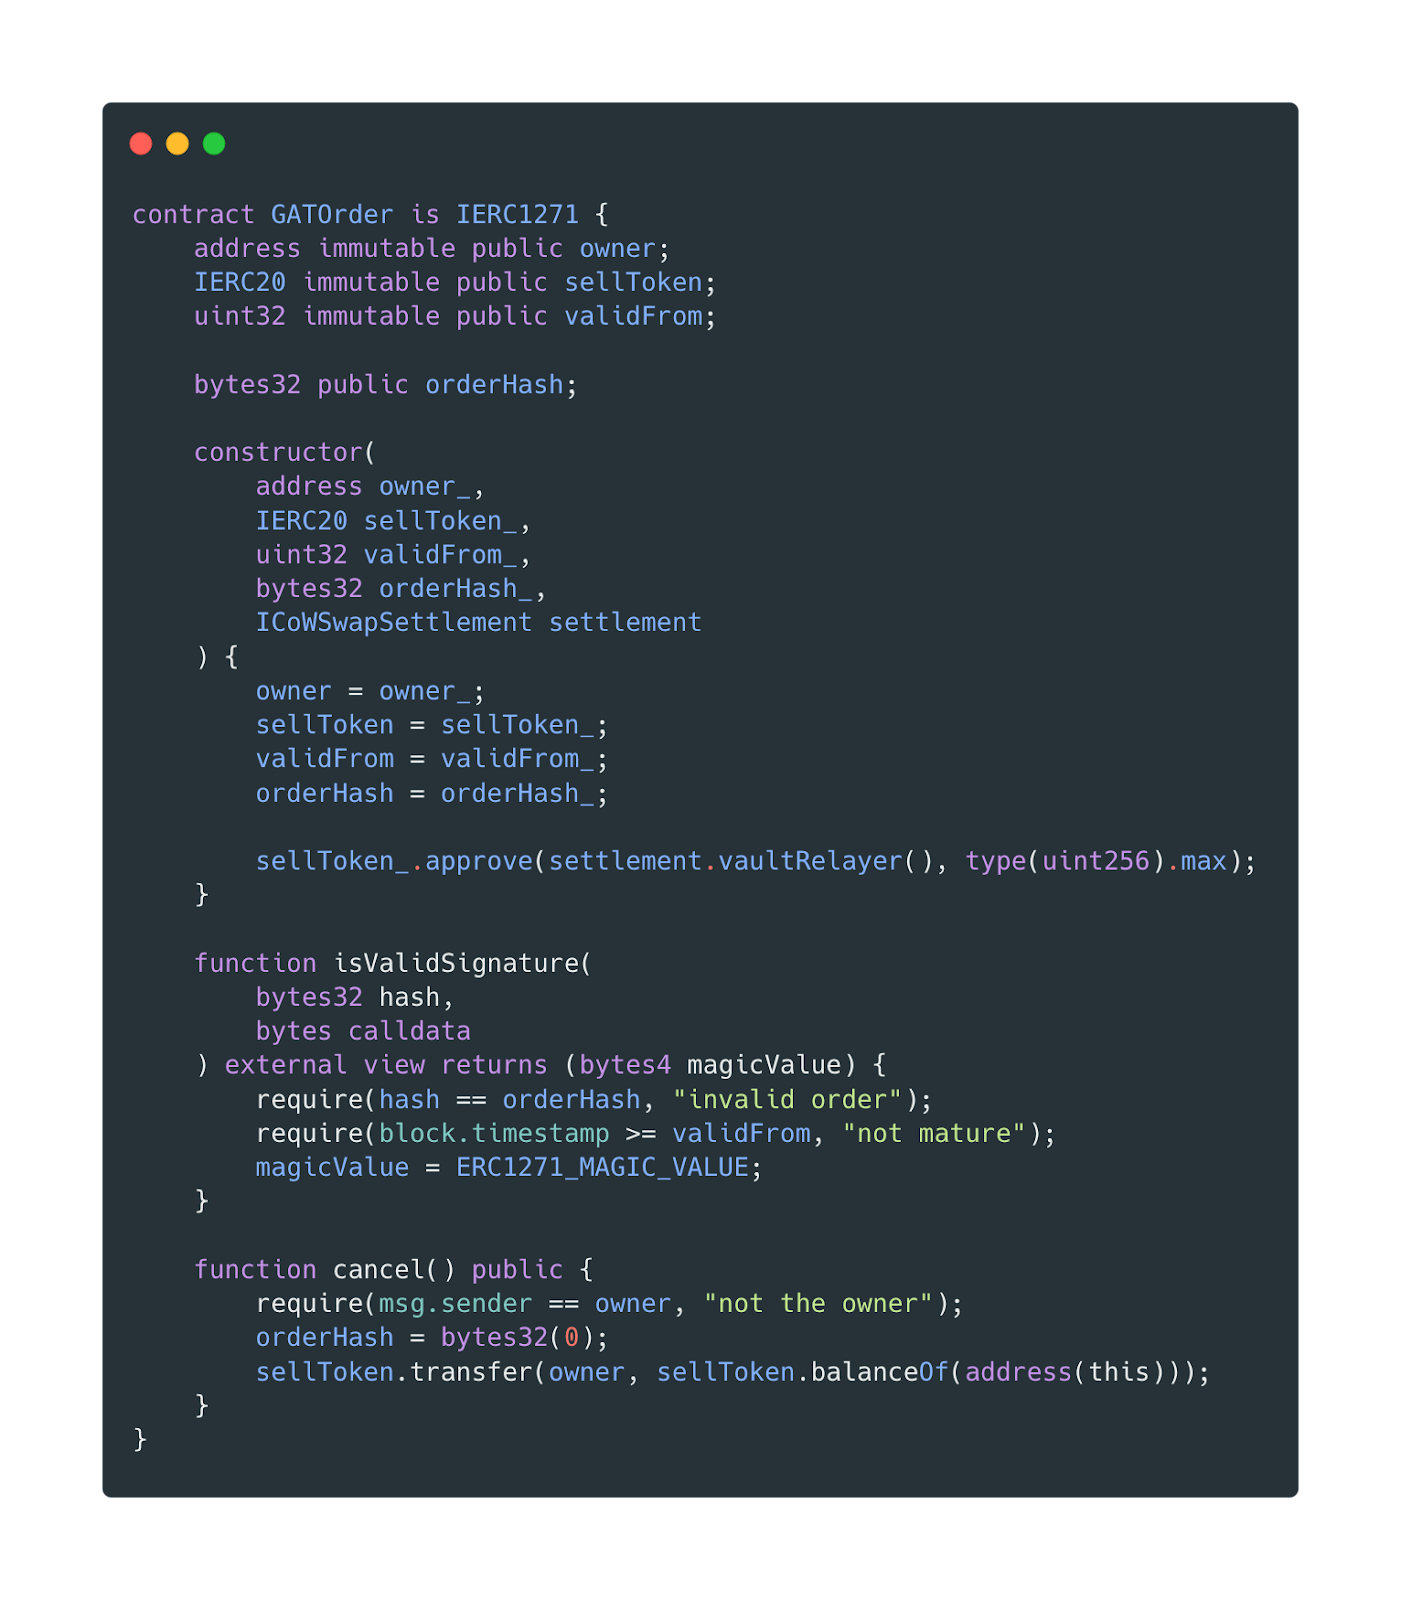 contract GATOrder is IERC1271 {
    address immutable public owner;
    IERC20 immutable public sellToken;
    uint32 immutable public validFrom;

    bytes32 public orderHash;

    constructor(
        address owner_,
        IERC20 sellToken_,
        uint32 validFrom_,
        bytes32 orderHash_,
        ICoWSwapSettlement settlement
    ) {
        owner = owner_;
        sellToken = sellToken_;
        validFrom = validFrom_;
        orderHash = orderHash_;

        sellToken_.approve(settlement.vaultRelayer(), type(uint256).max);
    }

    function isValidSignature(
        bytes32 hash,
        bytes calldata
    ) external view returns (bytes4 magicValue) {
        require(hash == orderHash, "invalid order");
        require(block.timestamp >= validFrom, "not mature");
        magicValue = ERC1271_MAGIC_VALUE;
    }

    function cancel() public {
        require(msg.sender == owner, "not the owner");
        orderHash = bytes32(0);
        sellToken.transfer(owner, sellToken.balanceOf(address(this)));
    }
}